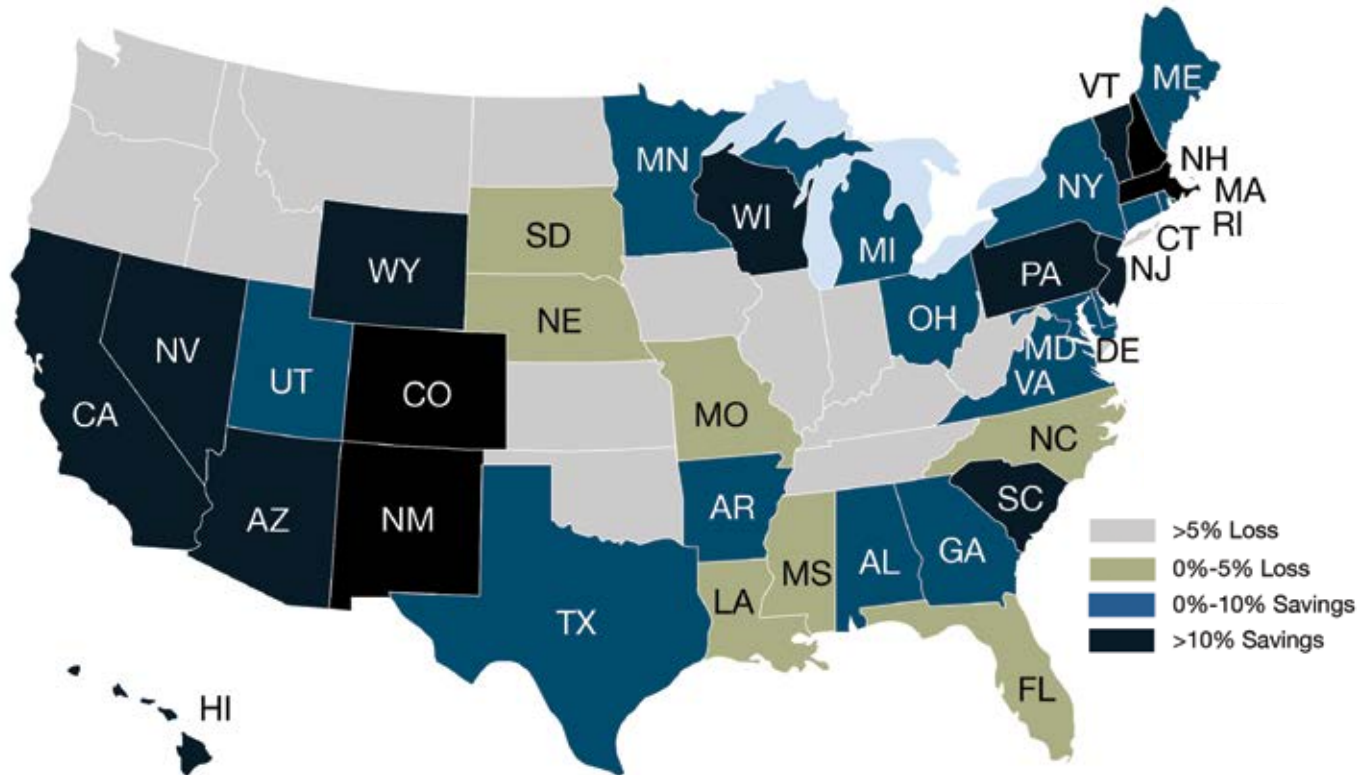 ME
VT
MN
NH
NY
MA
WI
RI
SD
CT
MI
WY
PA
NJ
NE
OH
NV
MD
DE
UT
CO
VA
CA
MO
NC
SC
AR
AZ
NM
GA
>5% Loss
AL
MS
0%-5% Loss
LA
0%-10% Savings
TX
>10% Savings
FL
HI